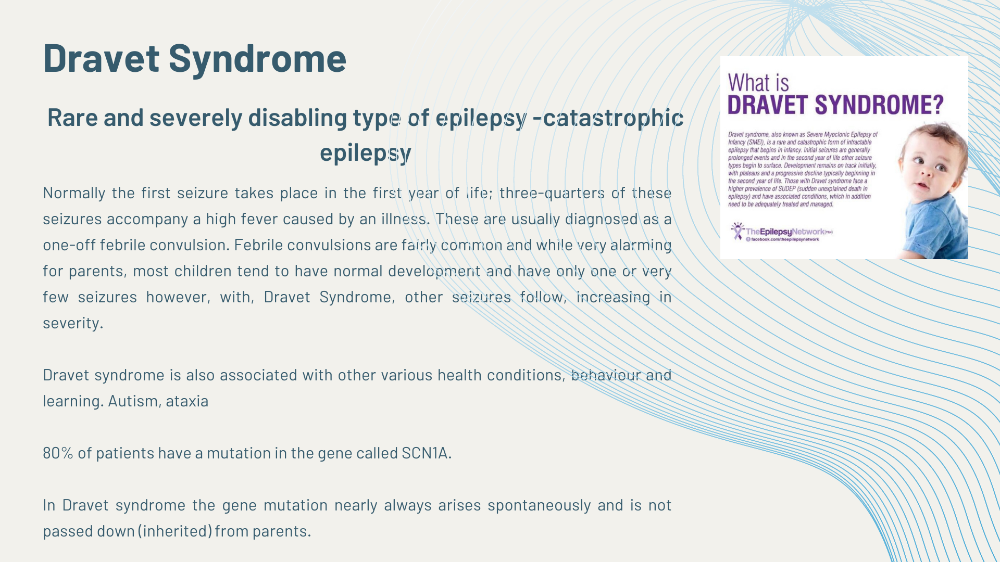 Dravet Syndrome
Rare and severely disabling type of epilepsy -catastrophic
epilepsy
Normally the first seizure takes place in the first year of life; three-quarters of these
seizures accompany a high fever caused by an illness. These are usually diagnosed as a
one-off febrile convulsion. Febrile convulsions are fairly common and while very alarming
for parents, most children tend to have normal development and have only one or very
few seizures however, with, Dravet Syndrome, other seizures follow, increasing in
severity.
Dravet syndrome is also associated with other various health conditions, behaviour and
learning. Autism, ataxia
80% of patients have a mutation in the gene called SCN1A.
In Dravet syndrome the gene mutation nearly always arises spontaneously and is not
passed down (inherited) from parents.
What is
DRAVET SYNDROME?
Dravet syndrome, also known as Severe Myoclonic Epilepsy of
Infancy (SMEI), is a rare and catastrophic form of intractable
epilepsy that begins in infancy. Initial seizures are generally
prolonged events and in the second year of life other seizure
types begin to surface. Development remains on track initially,
with plateaus and a progressive decline typically beginning in
the second year of life. Those with Dravet syndrome face a
higher prevalence of SUDEP (sudden unexplained death in
epilepsy) and have associated conditions, which in addition
need to be adequately treated and managed.
TheEpilepsyNetwork(TEN)
facebook.com/theepilepsynetwork